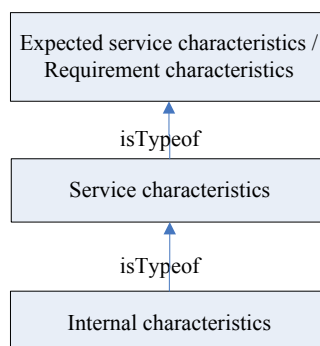 Expected service characteristics /
Requirement characteristics
isTypeof
Service characteristics
isTypeof
Internal characteristics